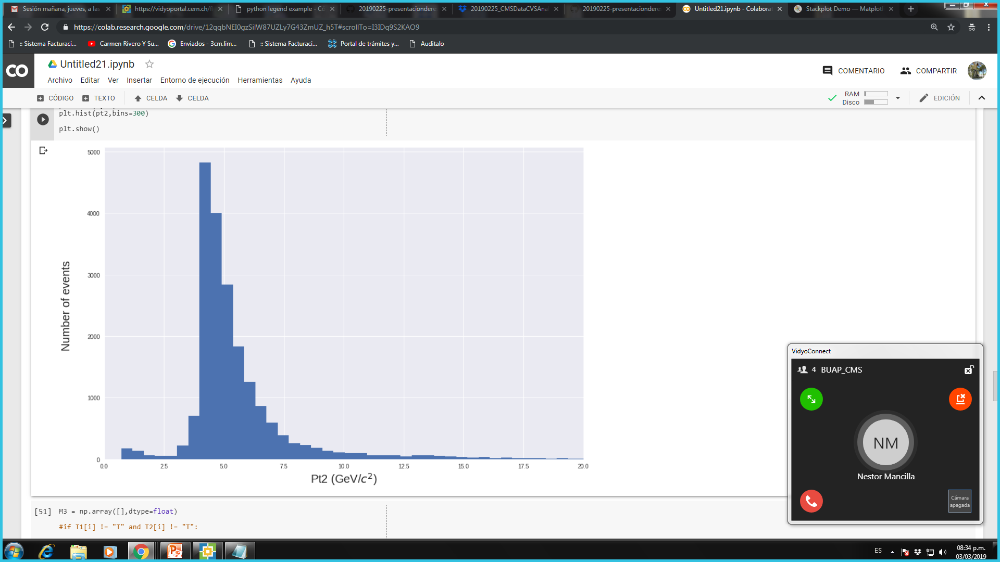 Sesión mañana, jueves, a las
https://vidyoportal.cern.ch/fl
python legend example - Có
20190225-presentaciondere
20190225_CMSDataCVSAnal
20190225-presentaciondere
Untitled21.ipynb - Colaborat
Stackplot Demo — Matplotl
https://colab.research.google.com/drive/12qqbNEI0gzSilW87UZLy7G43ZmUZ_h5T#scrollTo=I3IDq9S2KAO9
:: Sistema Facturaci...
Carmen Rivero Y Su...
Enviados - 3cm.lim...
:: Sistema Facturaci...
Portal de trámites y...
Auditalo
CO
Untitled21.ipynb
COMENTARIO
COMPARTIR
Archivo Editar Ver Insertar Entorno de ejecución Herramientas Ayuda
CÓDIGO TEXTO CELDA CELDA
RAM
Disco
EDICIÓN
plt.hist(pt2,bins=300)
plt.show()
5000
4000
3000
2000
1000
0
Number of events
0.0 2.5 5.0 7.5 10.0 12.5 15.0 17.5 20.0
Pt2 (GeV/c²)
[51] M3 = np.array([],dtype=float)
#if T1[i] != "T" and T2[i] != "T":
VidyoConnect
4 BUAP_CMS
NM
Nestor Mancilla
Cámara
apagada
ES
08:34 p.m.
03/03/2019